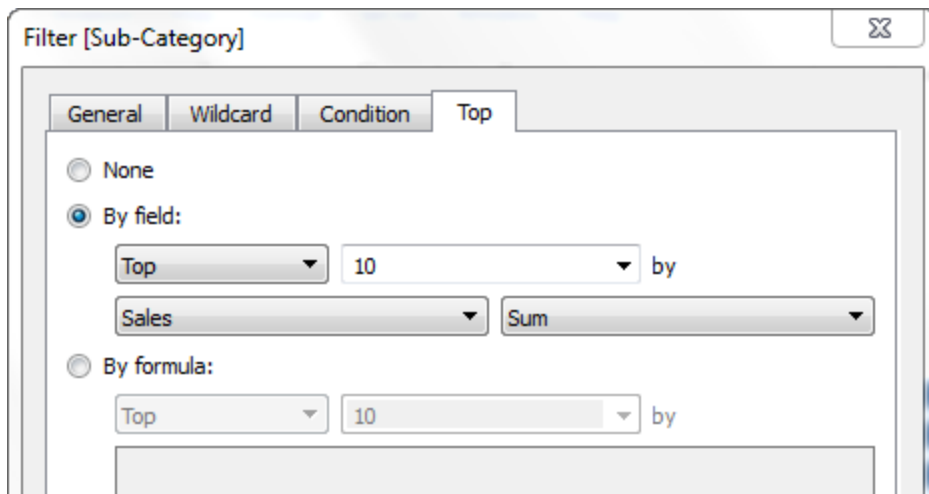 Filter [Sub-Category]
General Wildcard Condition Top
None
By field:
Top 10 by
Sales Sum
By formula:
Top 10 by